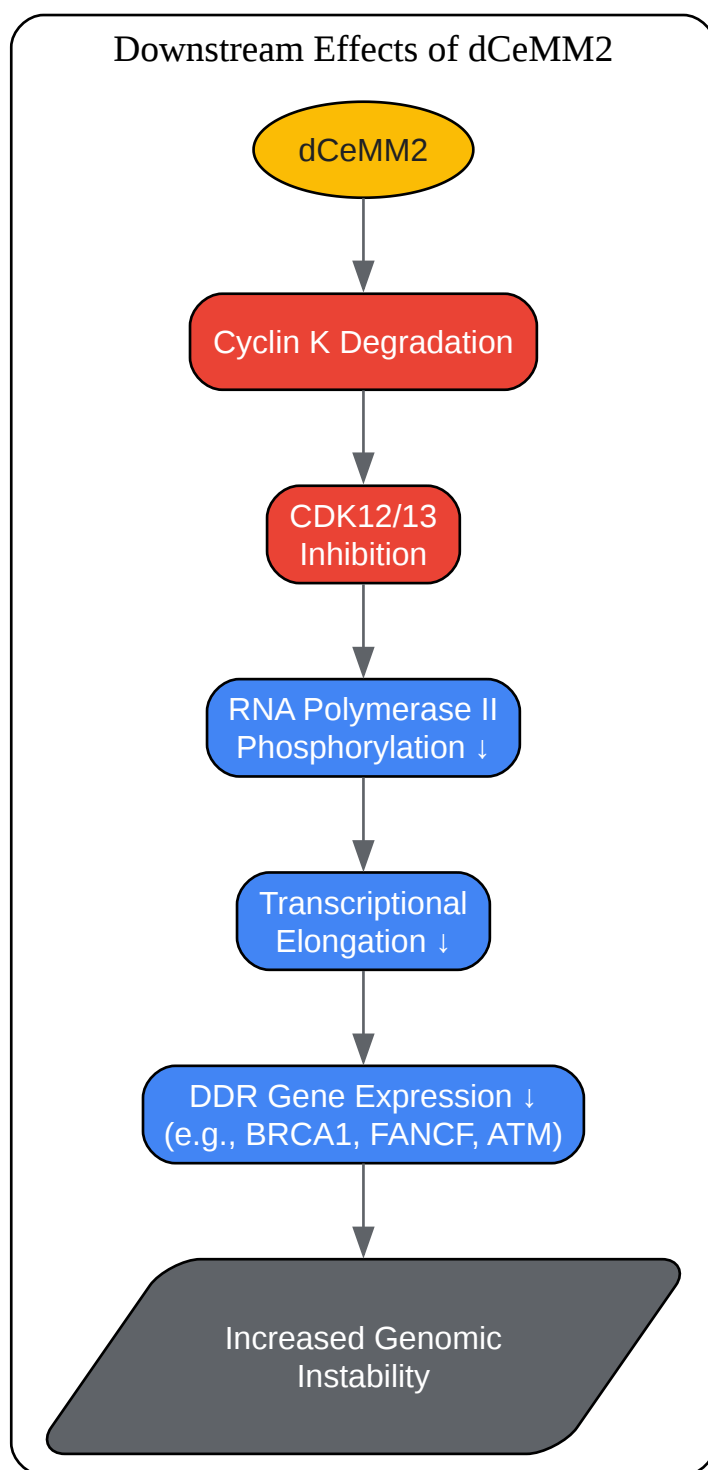 Downstream Effects of dCeMM2
dCeMM2
Cyclin K Degradation
CDK12/13
Inhibition
RNA Polymerase II
Phosphorylation ↓
Transcriptional
Elongation ↓
DDR Gene Expression ↓
(e.g., BRCA1, FANCF, ATM)
Increased Genomic
Instability